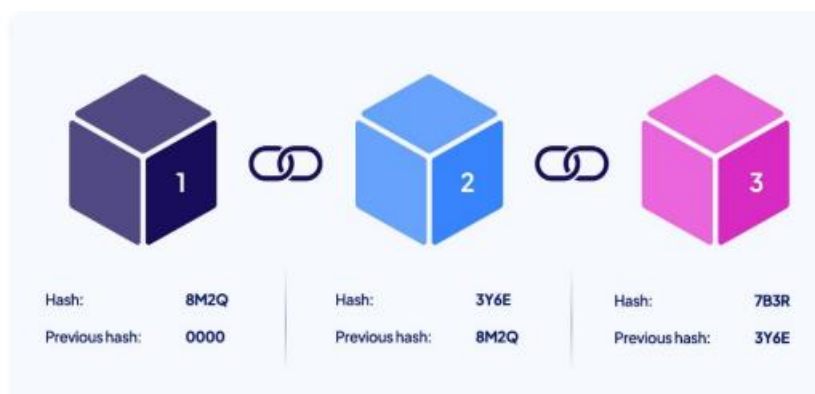 1
2
3
Hash: 8M2Q
Previous hash: 0000
Hash: 3Y6E
Previous hash: 8M2Q
Hash: 7B3R
Previous hash: 3Y6E